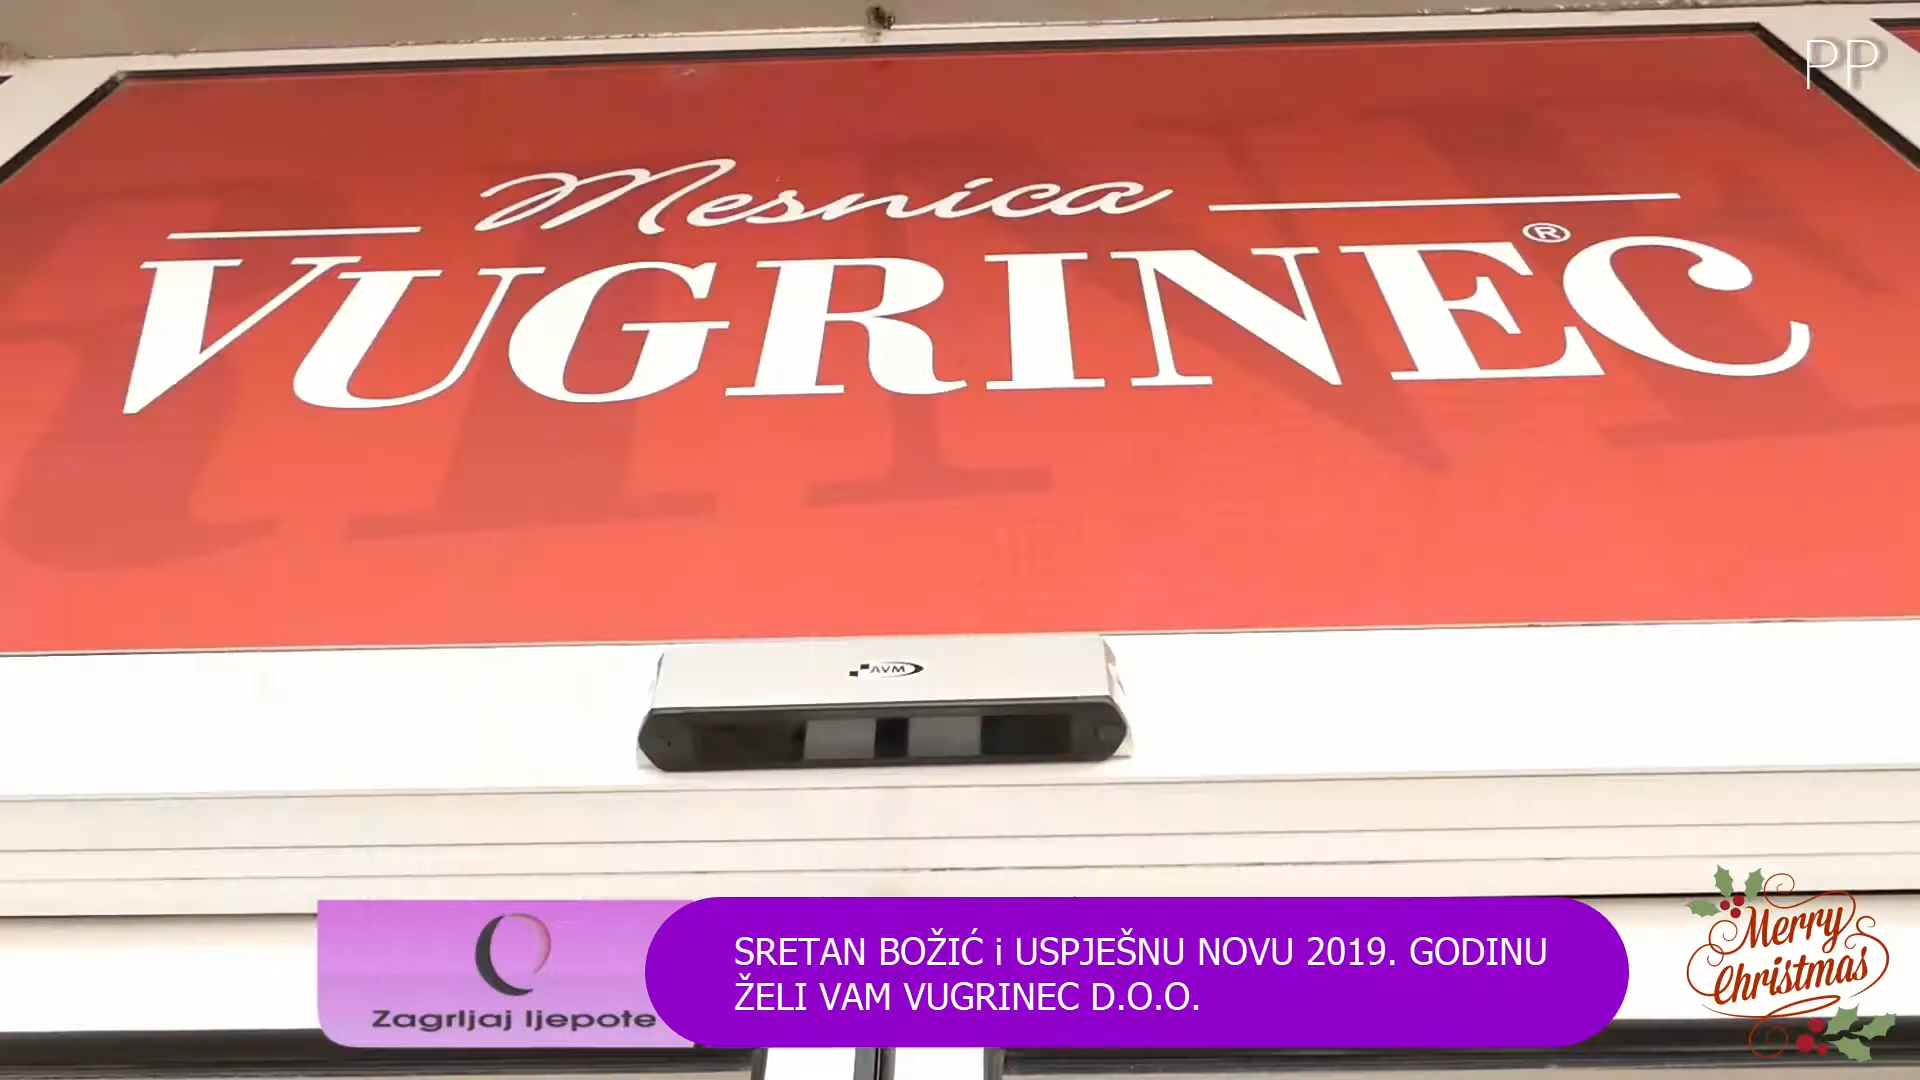 PP
Mesnica
VUGRINEC®
AVM
Zagrljaj ljepote
SRETAN BOŽIĆ i USPJEŠNU NOVU 2019. GODINU
ŽELI VAM VUGRINEC D.O.O.
Merry
Christmas